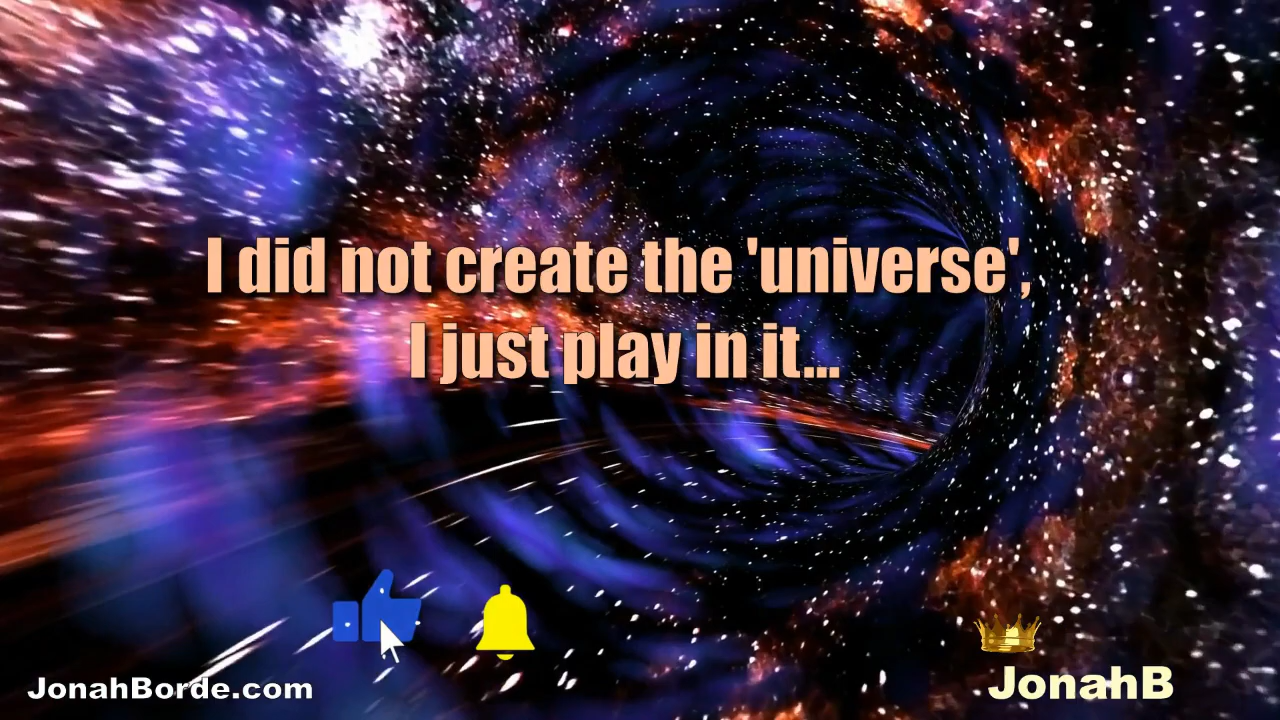 I did not create the 'universe',
I just play in it...
JonahBorde.com
JonahB